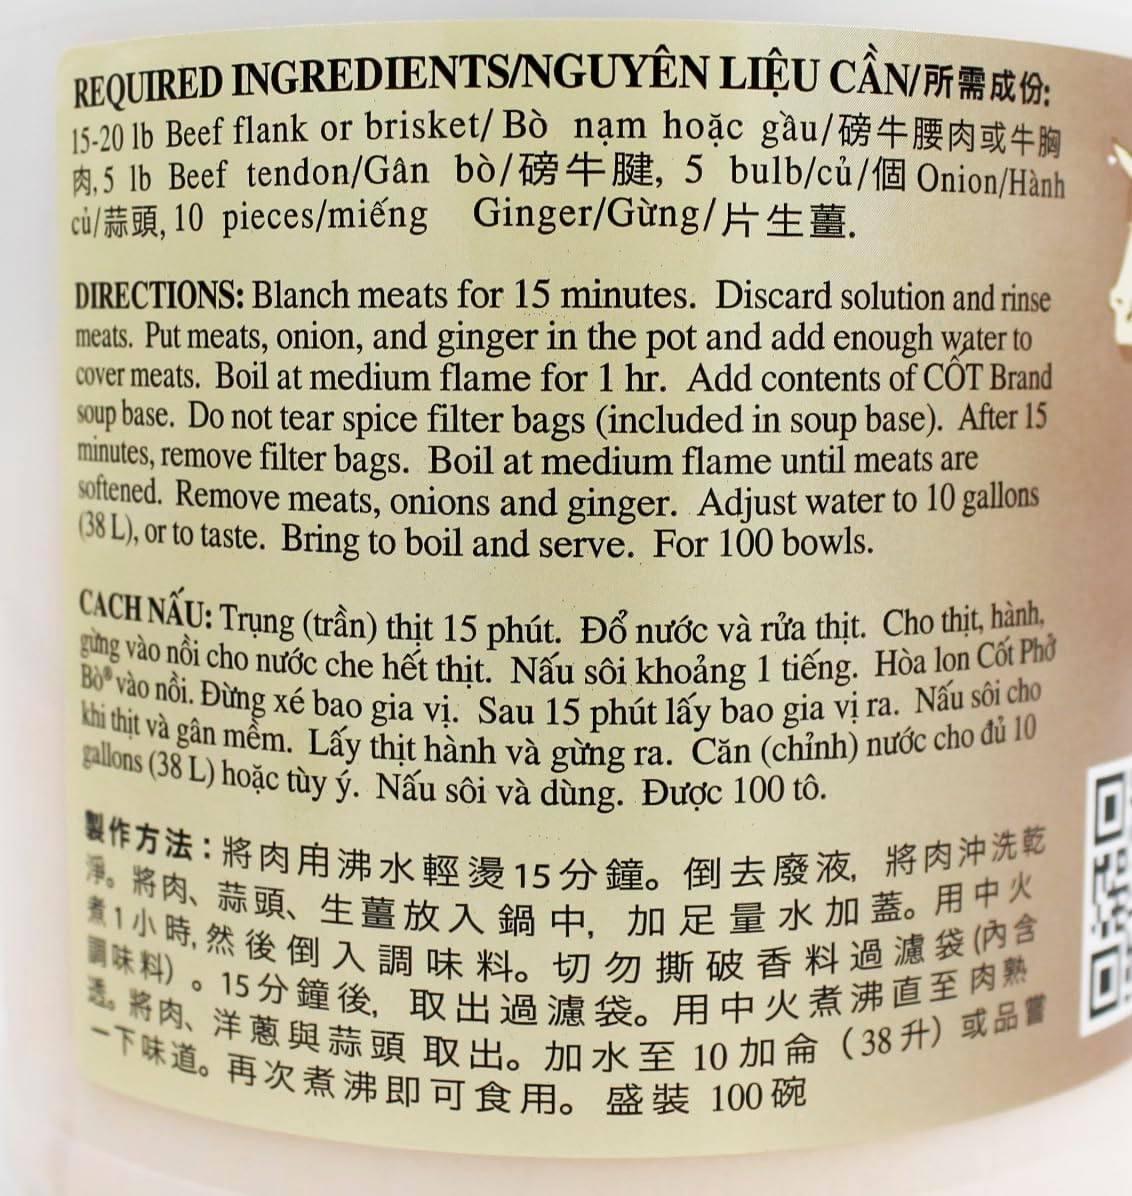 REQUIRED INGREDIENTS/NGUYÊN LIỆU CẦN/所需成份:
15-20 lb Beef flank or brisket/ Bò nạm hoặc gầu/磅牛腰肉或牛胸
肉, 5 lb Beef tendon/Gân bò/磅牛腱, 5 bulb/củ/個 Onion/Hành
củ/蒜頭, 10 pieces/miếng Ginger/Gừng/片生薑.
DIRECTIONS: Blanch meats for 15 minutes. Discard solution and rinse
meats. Put meats, onion, and ginger in the pot and add enough water to
cover meats. Boil at medium flame for 1 hr. Add contents of CỐT Brand
soup base. Do not tear spice filter bags (included in soup base). After 15
minutes, remove filter bags. Boil at medium flame until meats are
softened. Remove meats, onions and ginger. Adjust water to 10 gallons
(38 L), or to taste. Bring to boil and serve. For 100 bowls.
CACH NẤU: Trụng (trần) thịt 15 phút. Đổ nước và rửa thịt. Cho thịt, hành,
gừng vào nồi cho nước che hết thịt. Nấu sôi khoảng 1 tiếng. Hòa lon Cốt Phở
Bò® vào nồi. Đừng xé bao gia vị. Sau 15 phút lấy bao gia vị ra. Nấu sôi cho
khi thịt và gân mềm. Lấy thịt hành và gừng ra. Căn (chỉnh) nước cho đủ 10
gallons (38 L) hoặc tùy ý. Nấu sôi và dùng. Được 100 tô.
製作方法：將肉用沸水輕燙15分鐘。倒去廢液, 將肉沖洗乾
淨。將肉、蒜頭、生薑放入鍋中, 加足量水加蓋。用中火
煮1小時, 然後倒入調味料。切勿撕破香料過濾袋(內含
調味料）。15分鐘後, 取出過濾袋。用中火煮沸直至肉熟
透。將肉、洋蔥與蒜頭取出。加水至10加侖（38升）或品嘗
一下味道。再次煮沸即可食用。盛裝 100碗